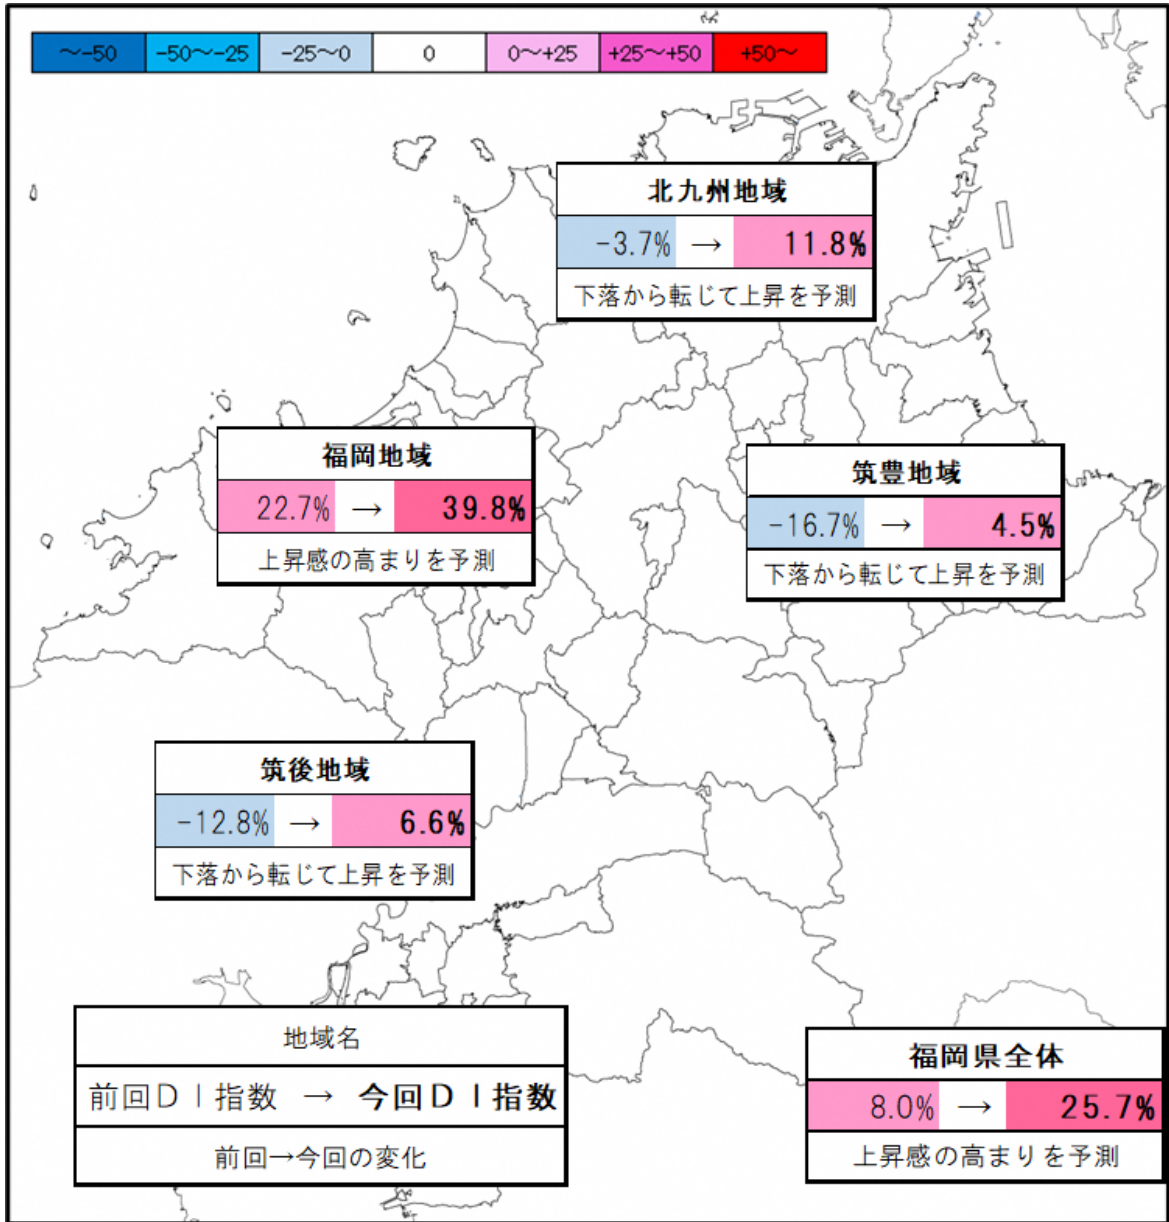 ～-50 -50～-25 -25～0 0 0～+25 +25～+50 +50～
北九州地域
-3.7% → 11.8%
下落から転じて上昇を予測
福岡地域
22.7% → 39.8%
上昇感の高まりを予測
筑豊地域
-16.7% → 4.5%
下落から転じて上昇を予測
筑後地域
-12.8% → 6.6%
下落から転じて上昇を予測
地域名
前回ＤＩ指数 → 今回ＤＩ指数
前回→今回の変化
福岡県全体
8.0% → 25.7%
上昇感の高まりを予測